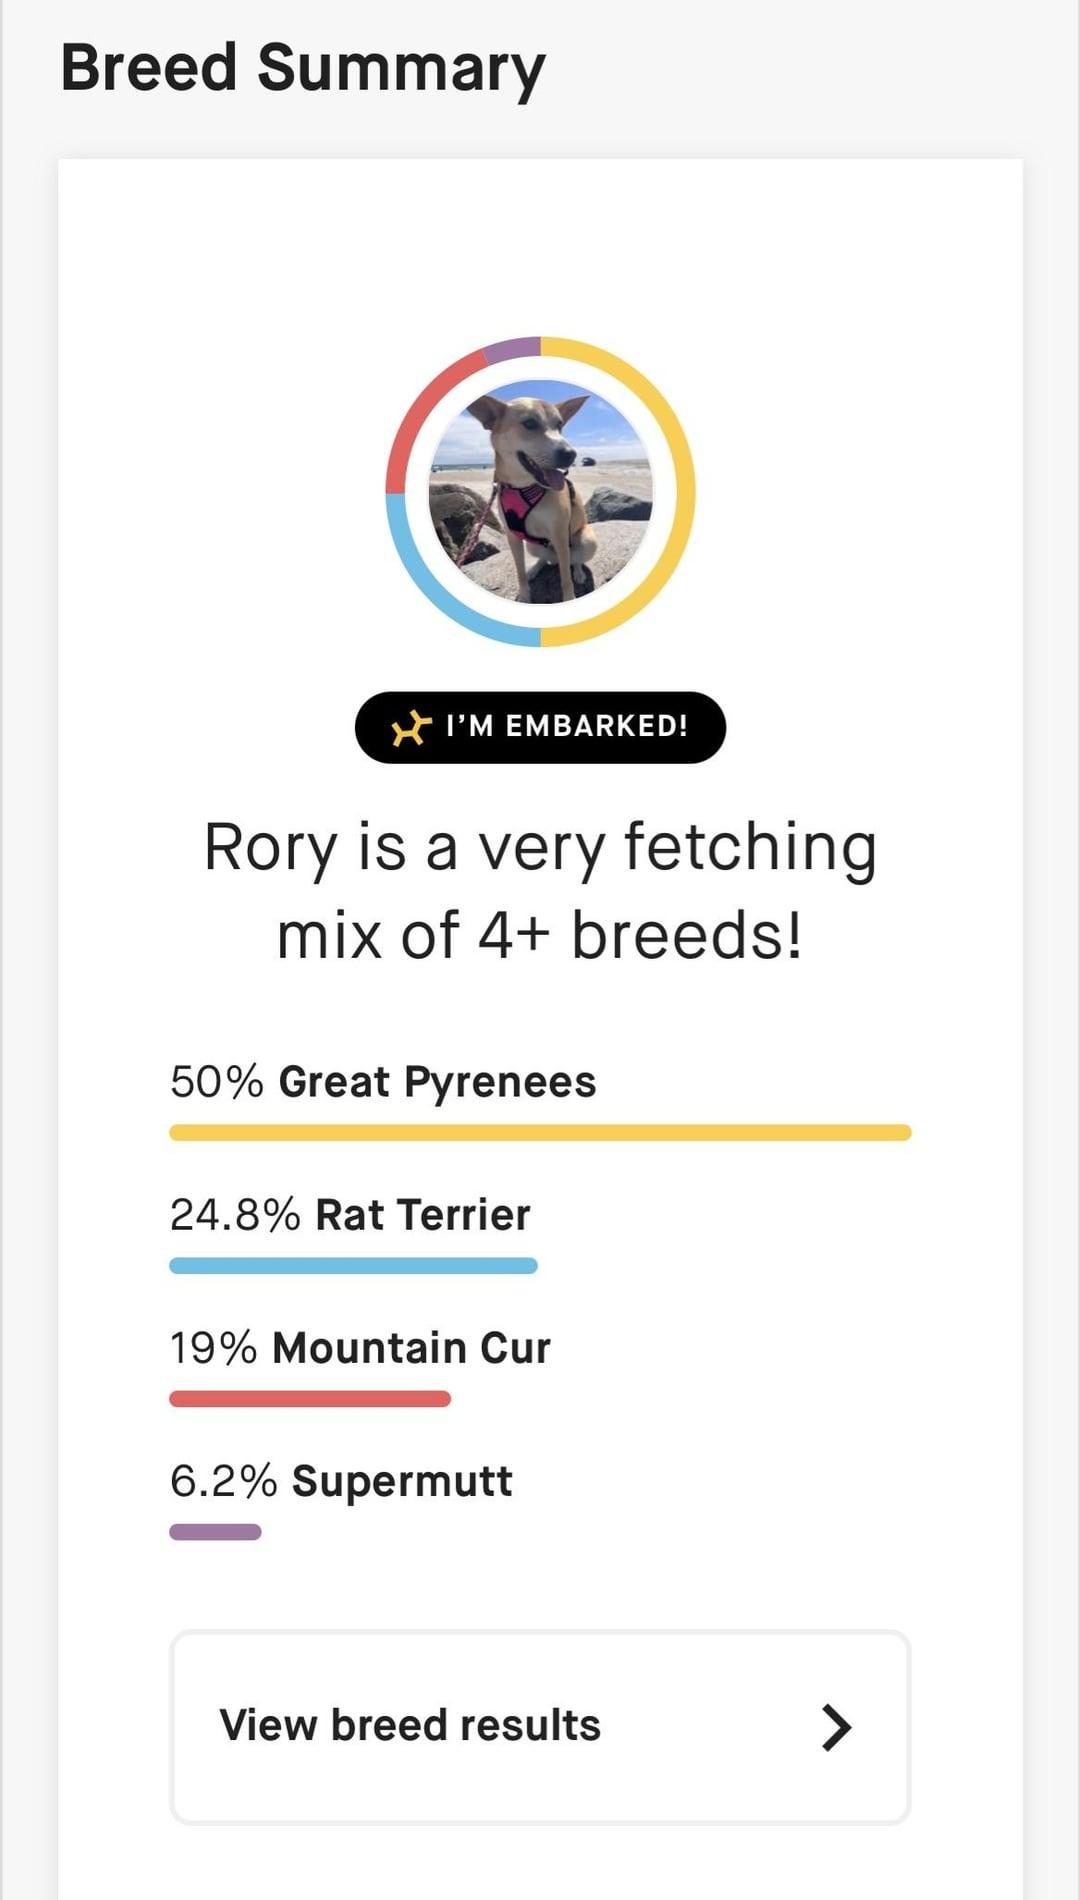 Breed Summary
I'M EMBARKED!
Rory is a very fetching
mix of 4+ breeds!
50% Great Pyrenees
24.8% Rat Terrier
19% Mountain Cur
6.2% Supermutt
View breed results